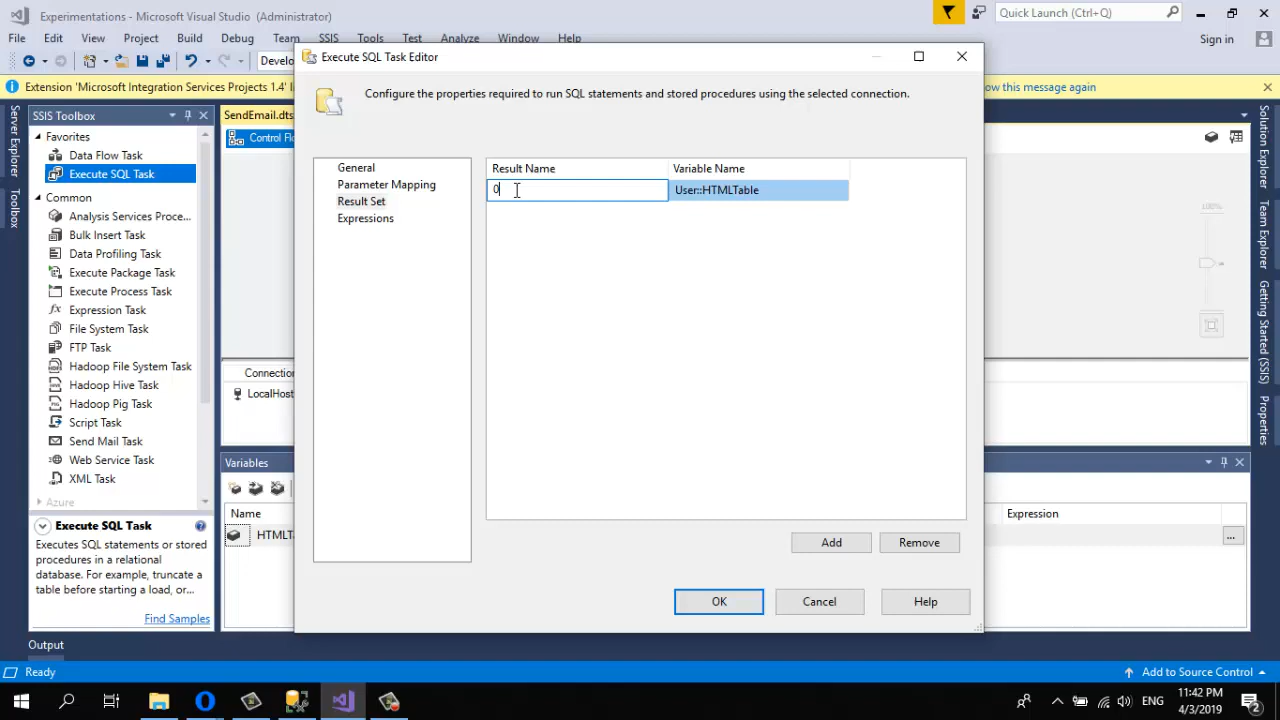 Experimentations - Microsoft Visual Studio (Administrator)
Quick Launch (Ctrl+Q)
File Edit View Project Build Debug Team SSIS Tools Test Analyze Window Help
Sign in
Develo
Extension 'Microsoft Integration Services Projects 1.4'
ow this message again
Execute SQL Task Editor
Configure the properties required to run SQL statements and stored procedures using the selected connection.
General
Parameter Mapping
Result Set
Expressions
Result Name Variable Name
0 User::HTMLTable
Add Remove
OK Cancel Help
Server Explorer
Toolbox
SSIS Toolbox
Favorites
Data Flow Task
Execute SQL Task
Common
Analysis Services Proce...
Bulk Insert Task
Data Profiling Task
Execute Package Task
Execute Process Task
Expression Task
File System Task
FTP Task
Hadoop File System Task
Hadoop Hive Task
Hadoop Pig Task
Script Task
Send Mail Task
Web Service Task
XML Task
Azure
Execute SQL Task
Executes SQL statements or stored
procedures in a relational
database. For example, truncate a
table before starting a load, or...
Find Samples
SendEmail.dts
Control Flo
100%
Connection
LocalHost
Variables
Name Expression
HTMLT
...
Solution Explorer
Team Explorer
Getting Started (SSIS)
Properties
Output
Ready
Add to Source Control
ENG
11:42 PM
4/3/2019
2